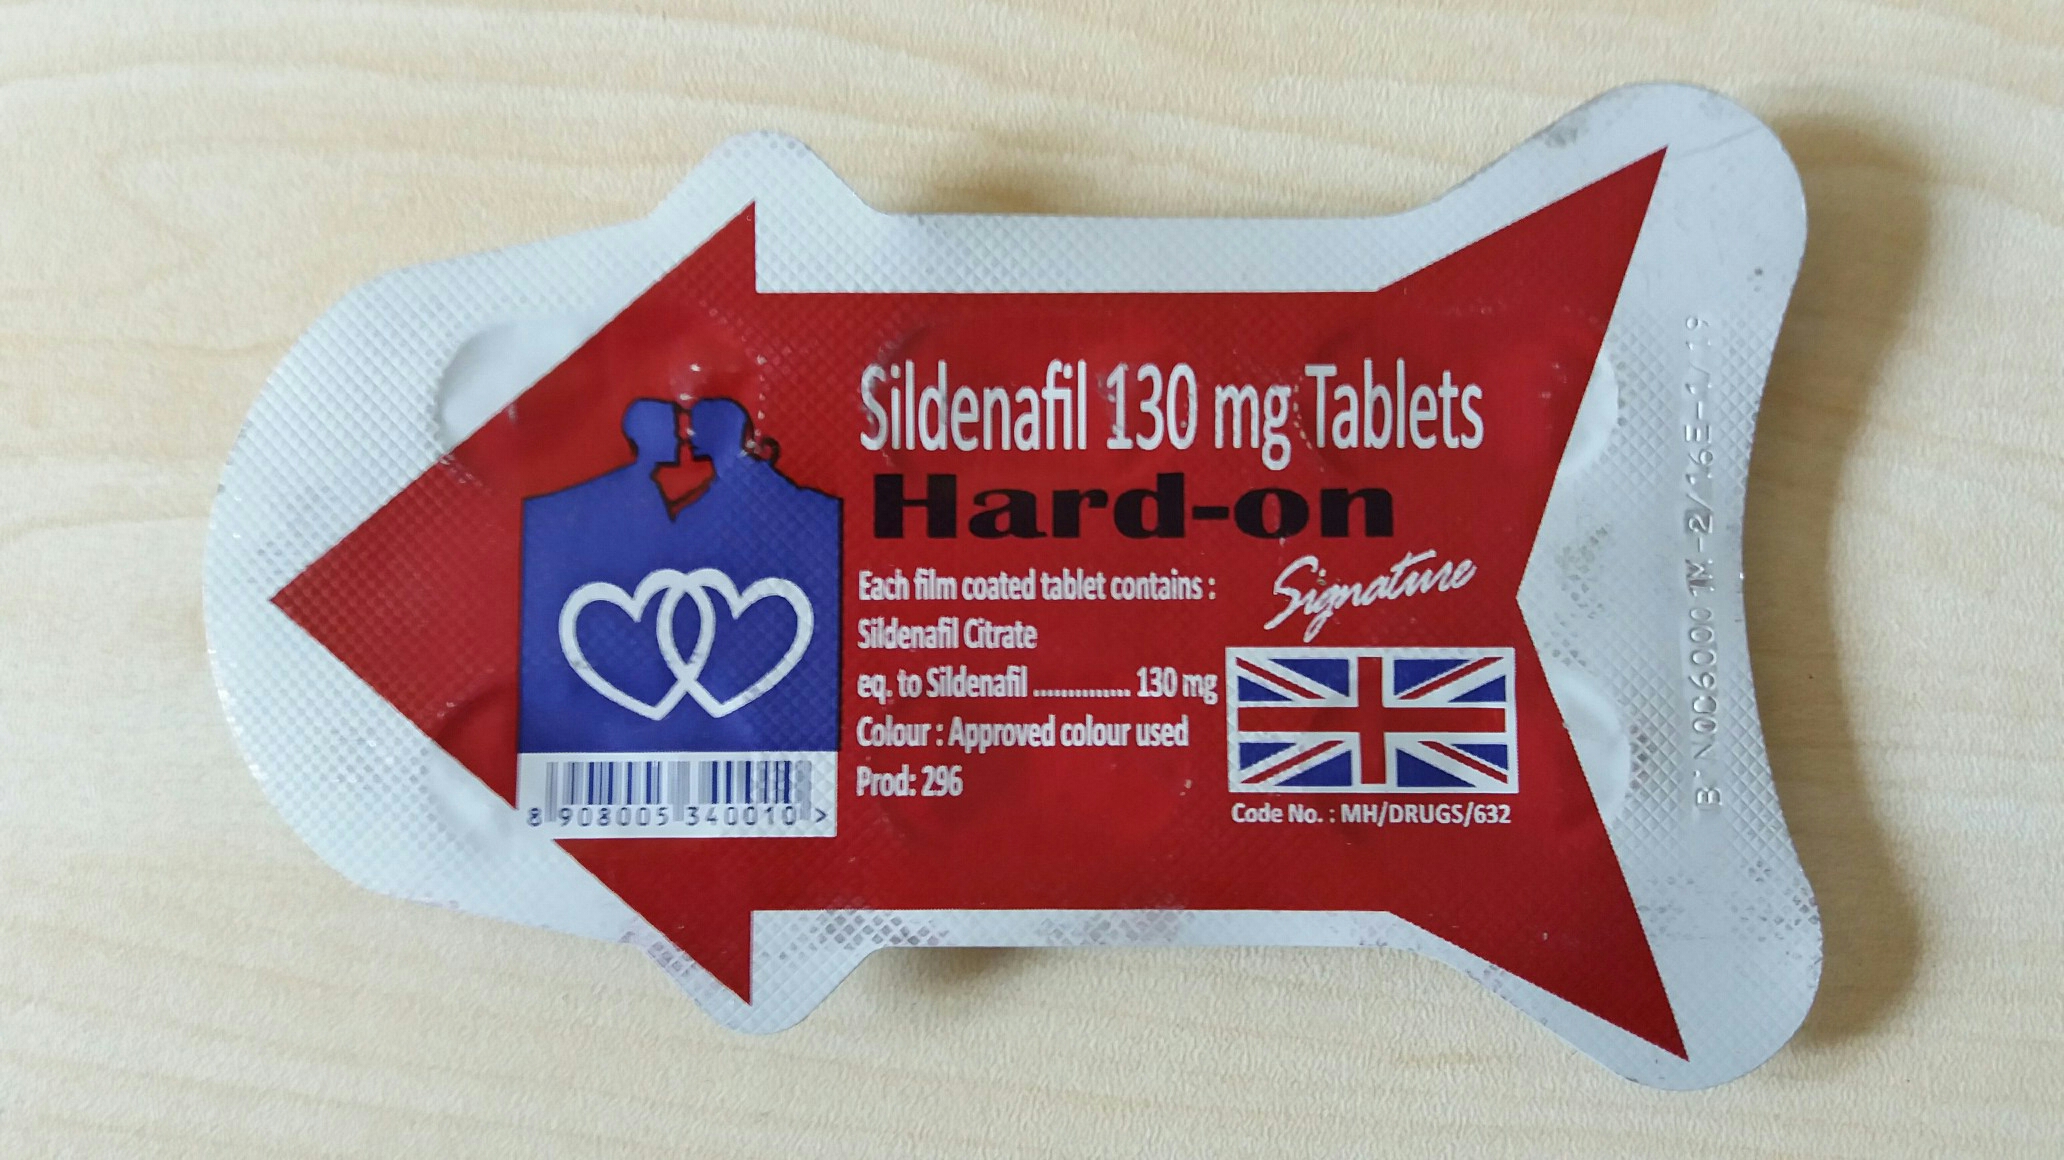 Sildenafil 130 mg Tablets
Hard-on
Signature
Each film coated tablet contains :
Sildenafil Citrate
eq. to Sildenafil .............. 130 mg
Colour : Approved colour used
Prod: 296
Code No. : MH/DRUGS/632
8 908005 340010 >